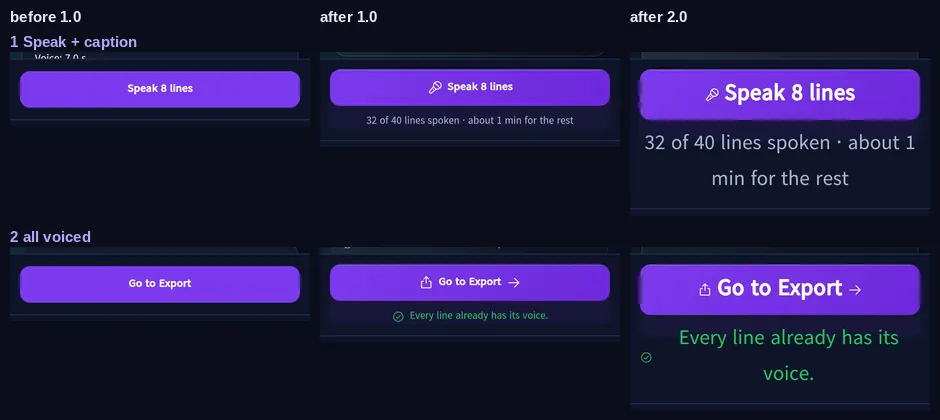 before 1.0
after 1.0
after 2.0
1 Speak + caption
Voice: 7.0 s
Speak 8 lines
Speak 8 lines
32 of 40 lines spoken · about 1 min for the rest
Speak 8 lines
32 of 40 lines spoken · about 1
min for the rest
2 all voiced
Go to Export
Go to Export
Every line already has its voice.
Go to Export
Every line already has its
voice.